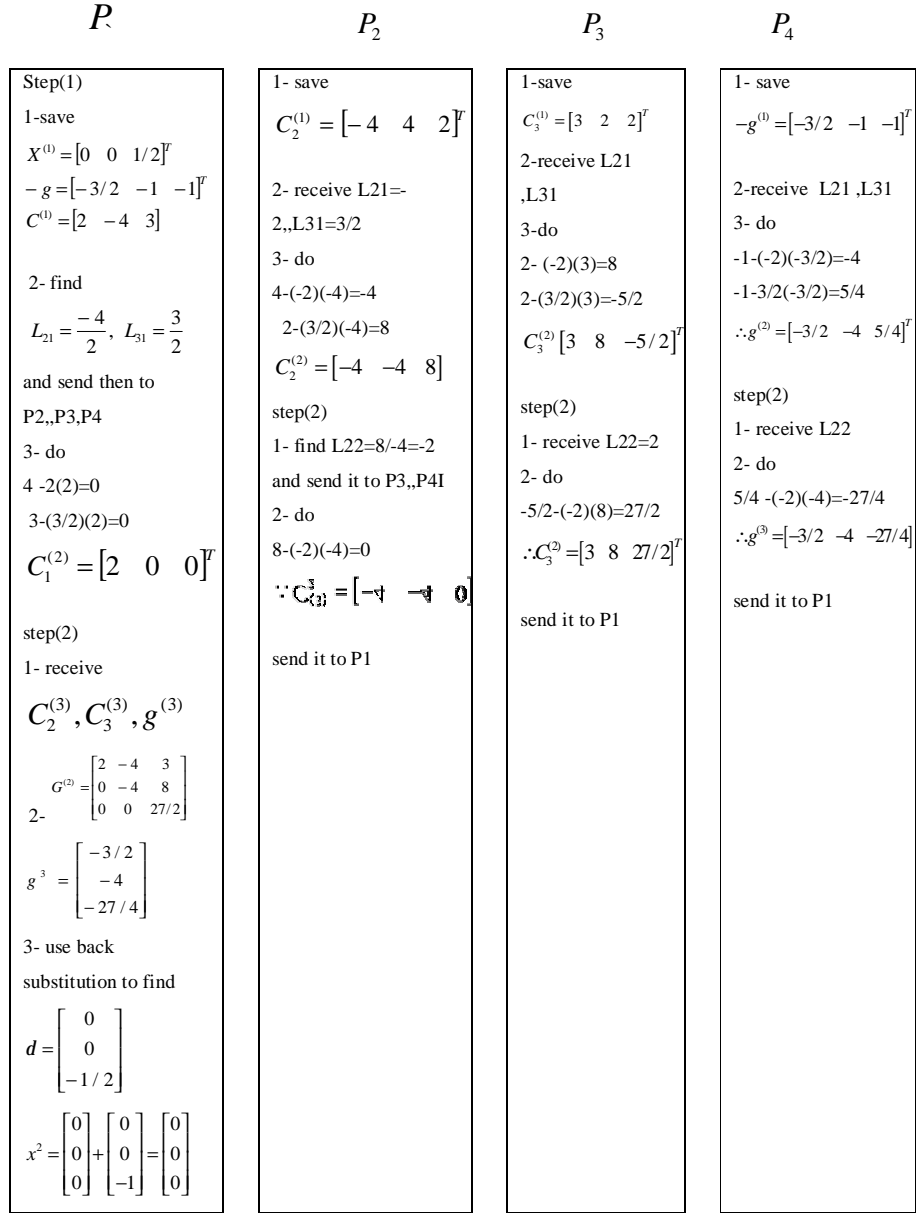 P` P₂ P₃ P₄
Step(1)
1-save
X⁽¹⁾ = [0 0 1/2]ᵀ
− g = [−3/2 −1 −1]ᵀ
C⁽¹⁾ = [2 −4 3]
2- find
L₂₁ = −4/2 , L₃₁ = 3/2
and send then to
P2,,P3,P4
3- do
4 -2(2)=0
3-(3/2)(2)=0
C₁⁽²⁾ = [2 0 0]ᵀ
step(2)
1- receive
C₂⁽³⁾, C₃⁽³⁾, g⁽³⁾
2- G⁽²⁾ = [2 −4 3
0 −4 8
0 0 27/2]
g ³ = [−3/2
−4
−27/4]
3- use back
substitution to find
d = [0
0
−1/2]
x² = [0 0 0] + [0 0 −1] = [0 0 0]
1- save
C₂⁽¹⁾ = [−4 4 2]ᵀ
2- receive L21=-
2,,L31=3/2
3- do
4-(-2)(-4)=-4
2-(3/2)(-4)=8
C₂⁽²⁾ = [−4 −4 8]
step(2)
1- find L22=8/-4=-2
and send it to P3,,P4I
2- do
8-(-2)(-4)=0
= [−4 −4 0]
send it to P1
1-save
C₃⁽¹⁾ = [3 2 2]ᵀ
2-receive L21
,L31
3-do
2- (-2)(3)=8
2-(3/2)(3)=-5/2
C₃⁽²⁾ [3 8 −5/2]ᵀ
step(2)
1- receive L22=2
2- do
-5/2-(-2)(8)=27/2
∴C₃⁽²⁾ = [3 8 27/2]ᵀ
send it to P1
1- save
−g⁽¹⁾ = [−3/2 −1 −1]ᵀ
2-receive L21 ,L31
3- do
-1-(-2)(-3/2)=-4
-1-3/2(-3/2)=5/4
∴g⁽²⁾ = [−3/2 −4 5/4]ᵀ
step(2)
1- receive L22
2- do
5/4 -(-2)(-4)=-27/4
∴g⁽³⁾ = [−3/2 −4 −27/4]
send it to P1